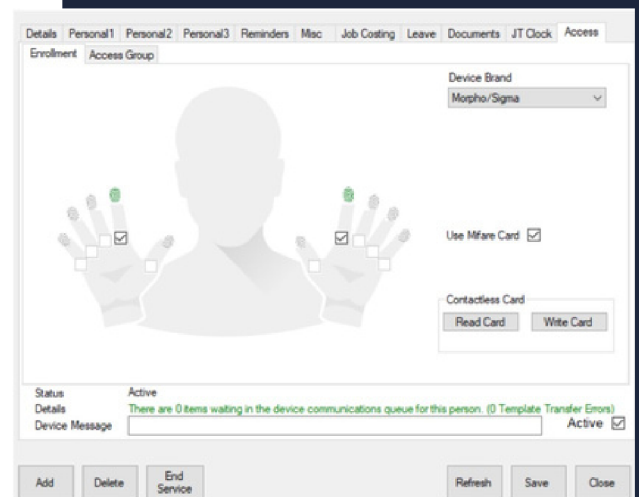 Details Personal1 Personal2 Personal3 Reminders Misc Job Costing Leave Documents JT Clock Access
Enrollment Access Group
Device Brand
Morpho/Sigma
Use Mifare Card
Contactless Card
Read Card Write Card
Status Active
Details There are 0 items waiting in the device communications queue for this person. (0 Template Transfer Errors)
Device Message Active
Add Delete End Service Refresh Save Close